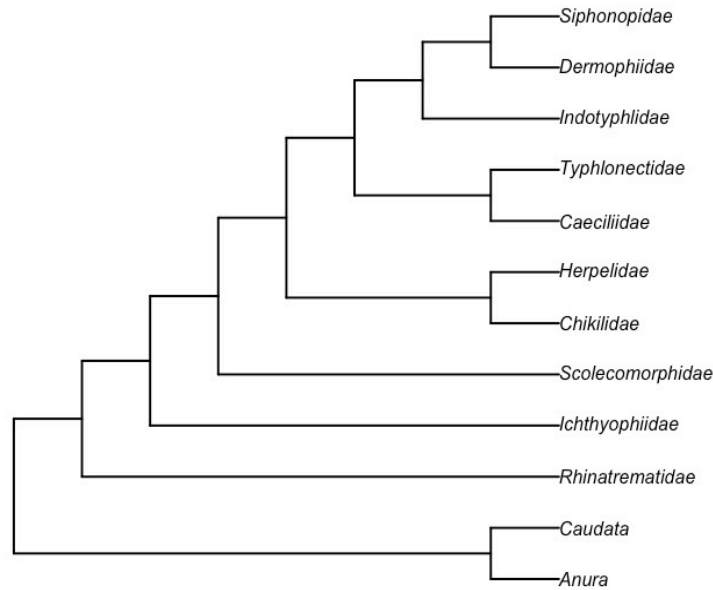 Siphonopidae
Dermophiidae
Indotyphlidae
Typhlonectidae
Caeciliidae
Herpelidae
Chikilidae
Scolecomorphidae
Ichthyophiidae
Rhinatrematidae
Caudata
Anura